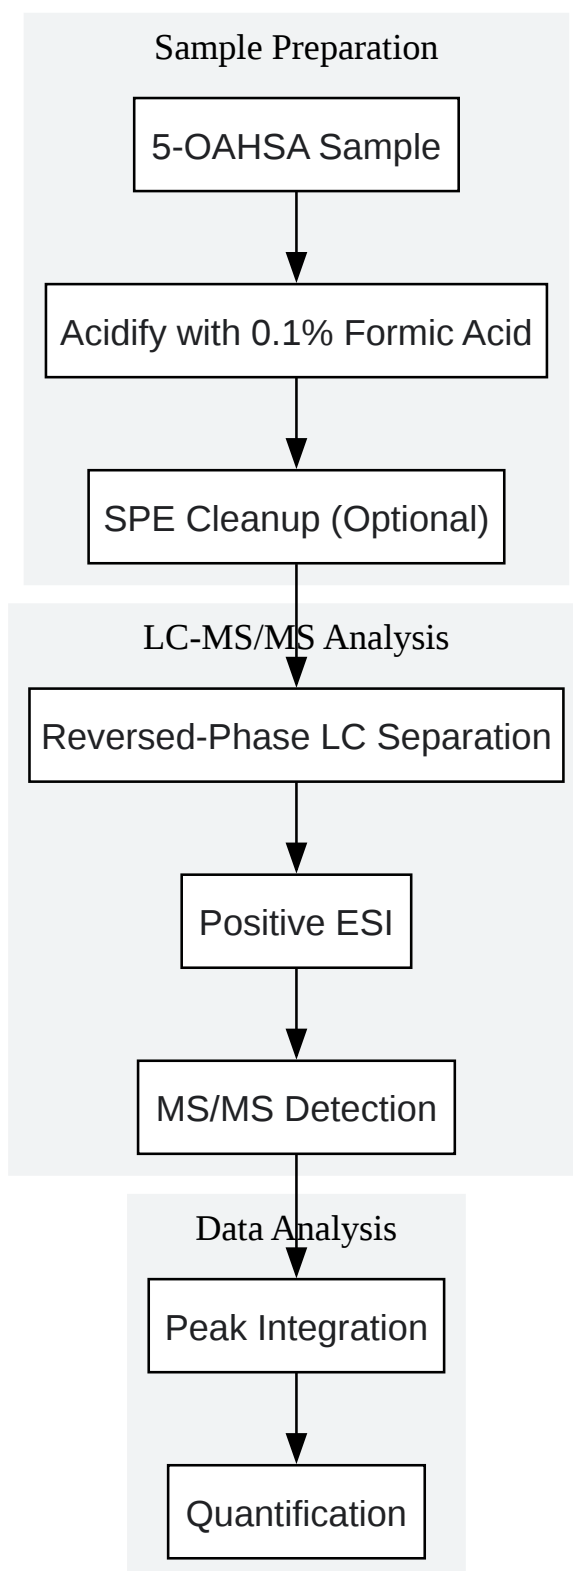 Sample Preparation
5-OAHSA Sample
Acidify with 0.1% Formic Acid
SPE Cleanup (Optional)
LC-MS/MS Analysis
Reversed-Phase LC Separation
Positive ESI
MS/MS Detection
Data Analysis
Peak Integration
Quantification